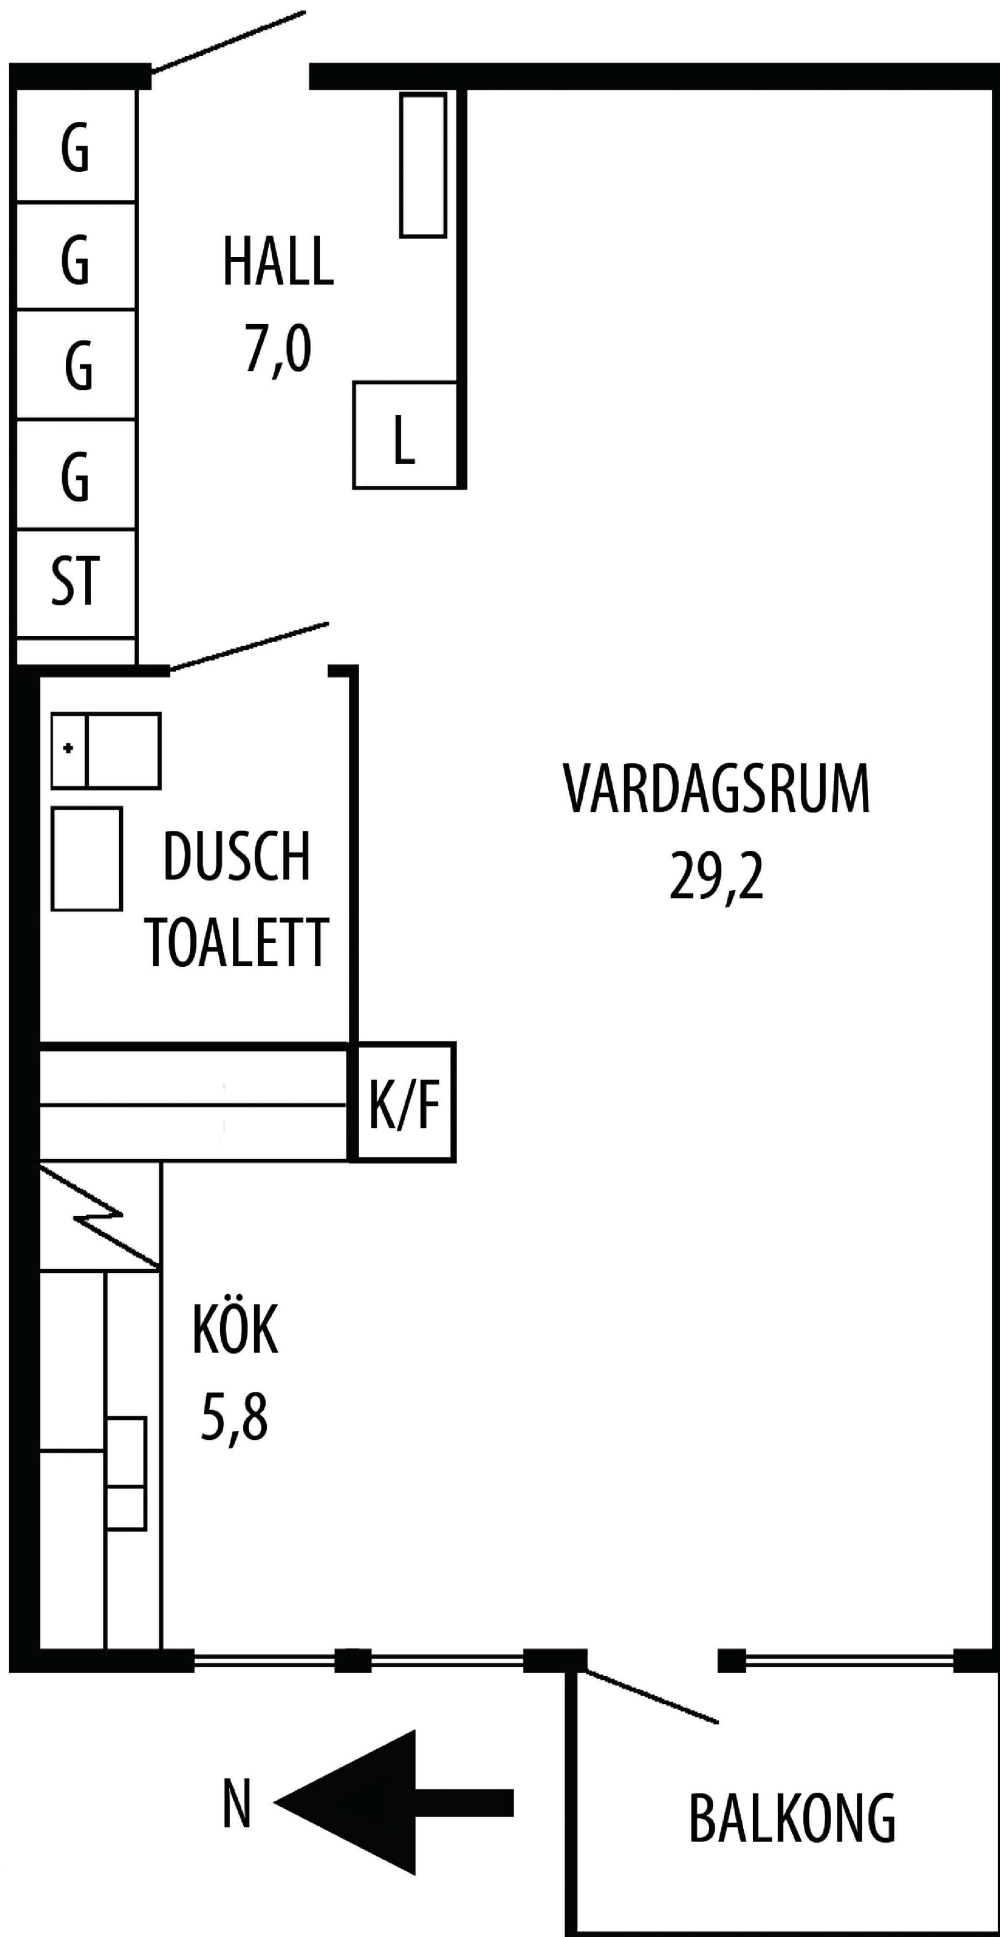 G
G
HALL
7,0
G
L
G
ST
VARDAGSRUM
29,2
DUSCH
TOALETT
K/F
KÖK
5,8
N
BALKONG